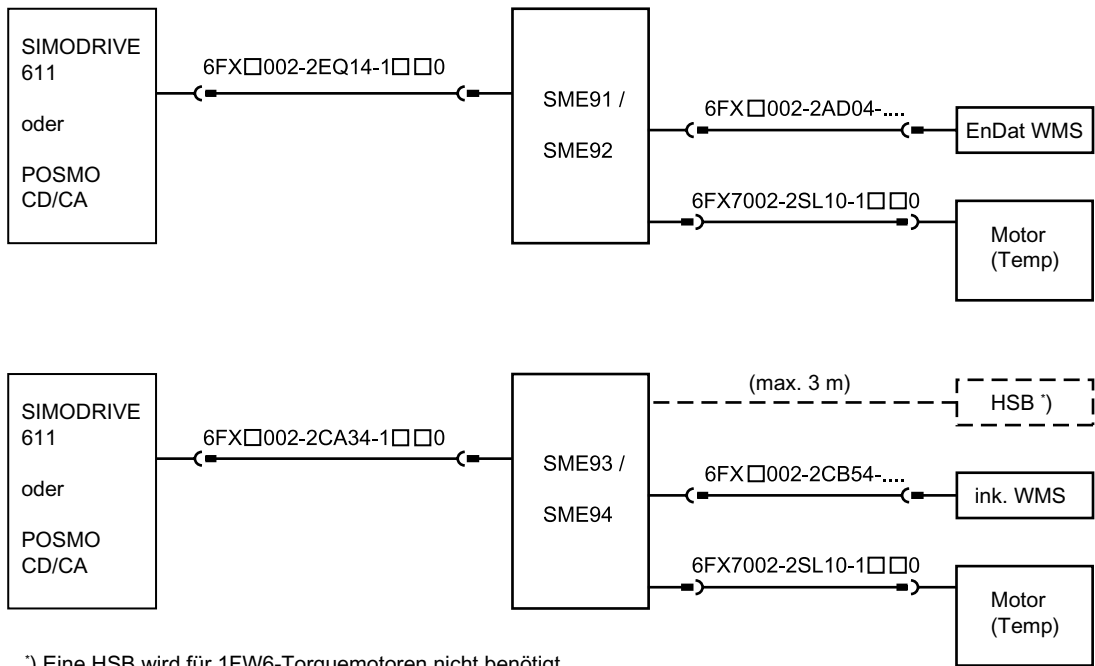 SIMODRIVE
611
oder
POSMO
CD/CA
6FX□002-2EQ14-1□□0
SME91 /
SME92
6FX□002-2AD04-....
EnDat WMS
6FX7002-2SL10-1□□0
Motor
(Temp)
SIMODRIVE
611
oder
POSMO
CD/CA
6FX□002-2CA34-1□□0
SME93 /
SME94
(max. 3 m)
HSB *)
6FX□002-2CB54-....
ink. WMS
6FX7002-2SL10-1□□0
Motor
(Temp)
*) Eine HSB wird für 1FW6-Torquemotoren nicht benötigt